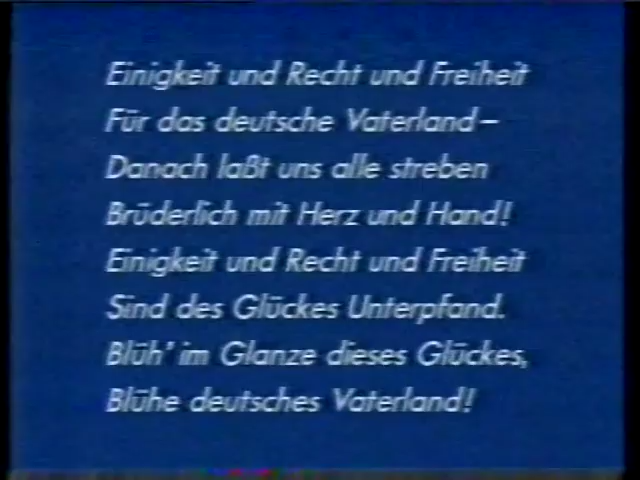 Einigkeit und Recht und Freiheit
Für das deutsche Vaterland–
Danach laßt uns alle streben
Brüderlich mit Herz und Hand!
Einigkeit und Recht und Freiheit
Sind des Glückes Unterpfand.
Blüh' im Glanze dieses Glückes,
Blühe deutsches Vaterland!